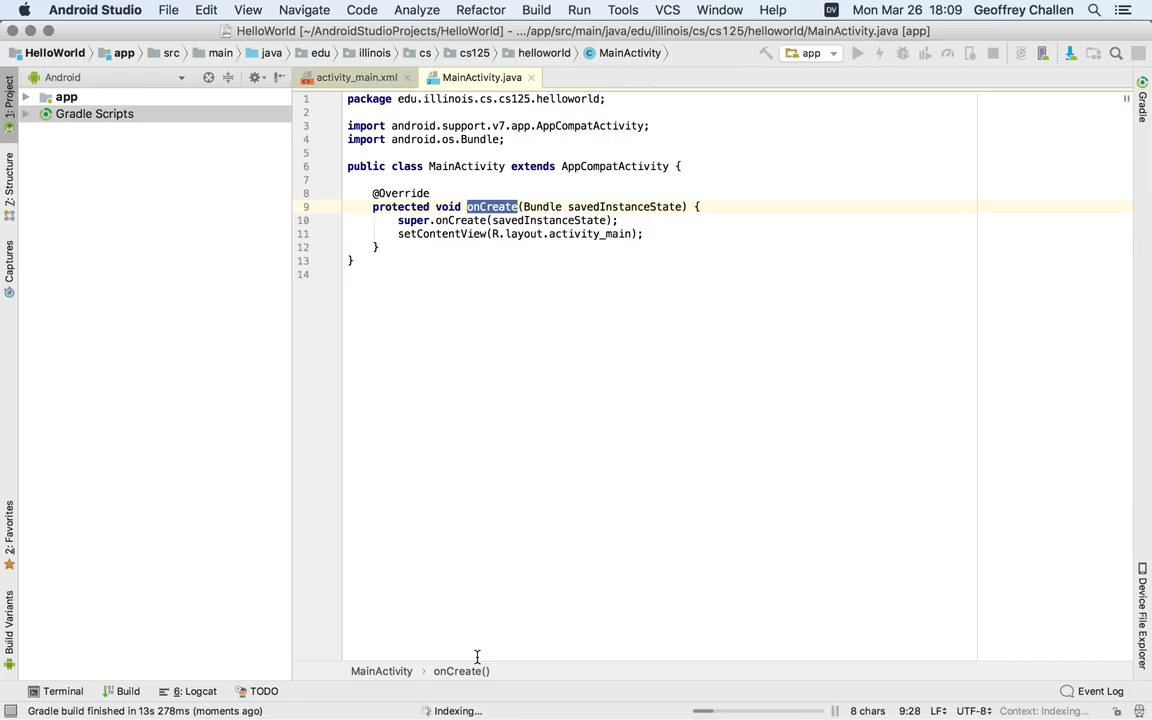 Android Studio File Edit View Navigate Code Analyze Refactor Build Run Tools VCS Window Help DV Mon Mar 26 18:09 Geoffrey Challen
HelloWorld [~/AndroidStudioProjects/HelloWorld] - .../app/src/main/java/edu/illinois/cs/cs125/helloworld/MainActivity.java [app]
HelloWorld app src main java edu illinois cs cs125 helloworld MainActivity app
Android activity_main.xml MainActivity.java
app
Gradle Scripts
1: Project
7: Structure
Captures
2: Favorites
Build Variants
1 package edu.illinois.cs.cs125.helloworld;
2
3 import android.support.v7.app.AppCompatActivity;
4 import android.os.Bundle;
5
6 public class MainActivity extends AppCompatActivity {
7
8 @Override
9 protected void onCreate(Bundle savedInstanceState) {
10 super.onCreate(savedInstanceState);
11 setContentView(R.layout.activity_main);
12 }
13 }
14
Gradle
Device File Explorer
MainActivity › onCreate()
Terminal Build 6: Logcat TODO Event Log
Gradle build finished in 13s 278ms (moments ago) Indexing... 8 chars 9:28 LF UTF-8 Context: Indexing...